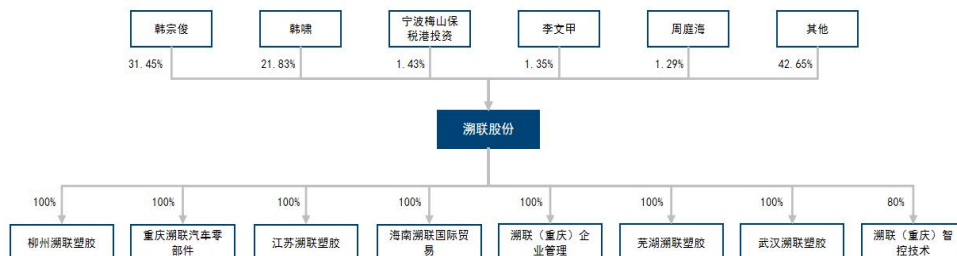 韩宗俊
韩啸
宁波梅山保
税港投资
李文甲
周庭海
其他
31.45%
21.83%
1.43%
1.35%
1.29%
42.65%
溯联股份
100%
100%
100%
100%
100%
100%
100%
80%
柳州溯联塑胶
重庆溯联汽车零
部件
江苏溯联塑胶
海南溯联国际贸
易
溯联（重庆）企
业管理
芜湖溯联塑胶
武汉溯联塑胶
溯联（重庆）智
控技术